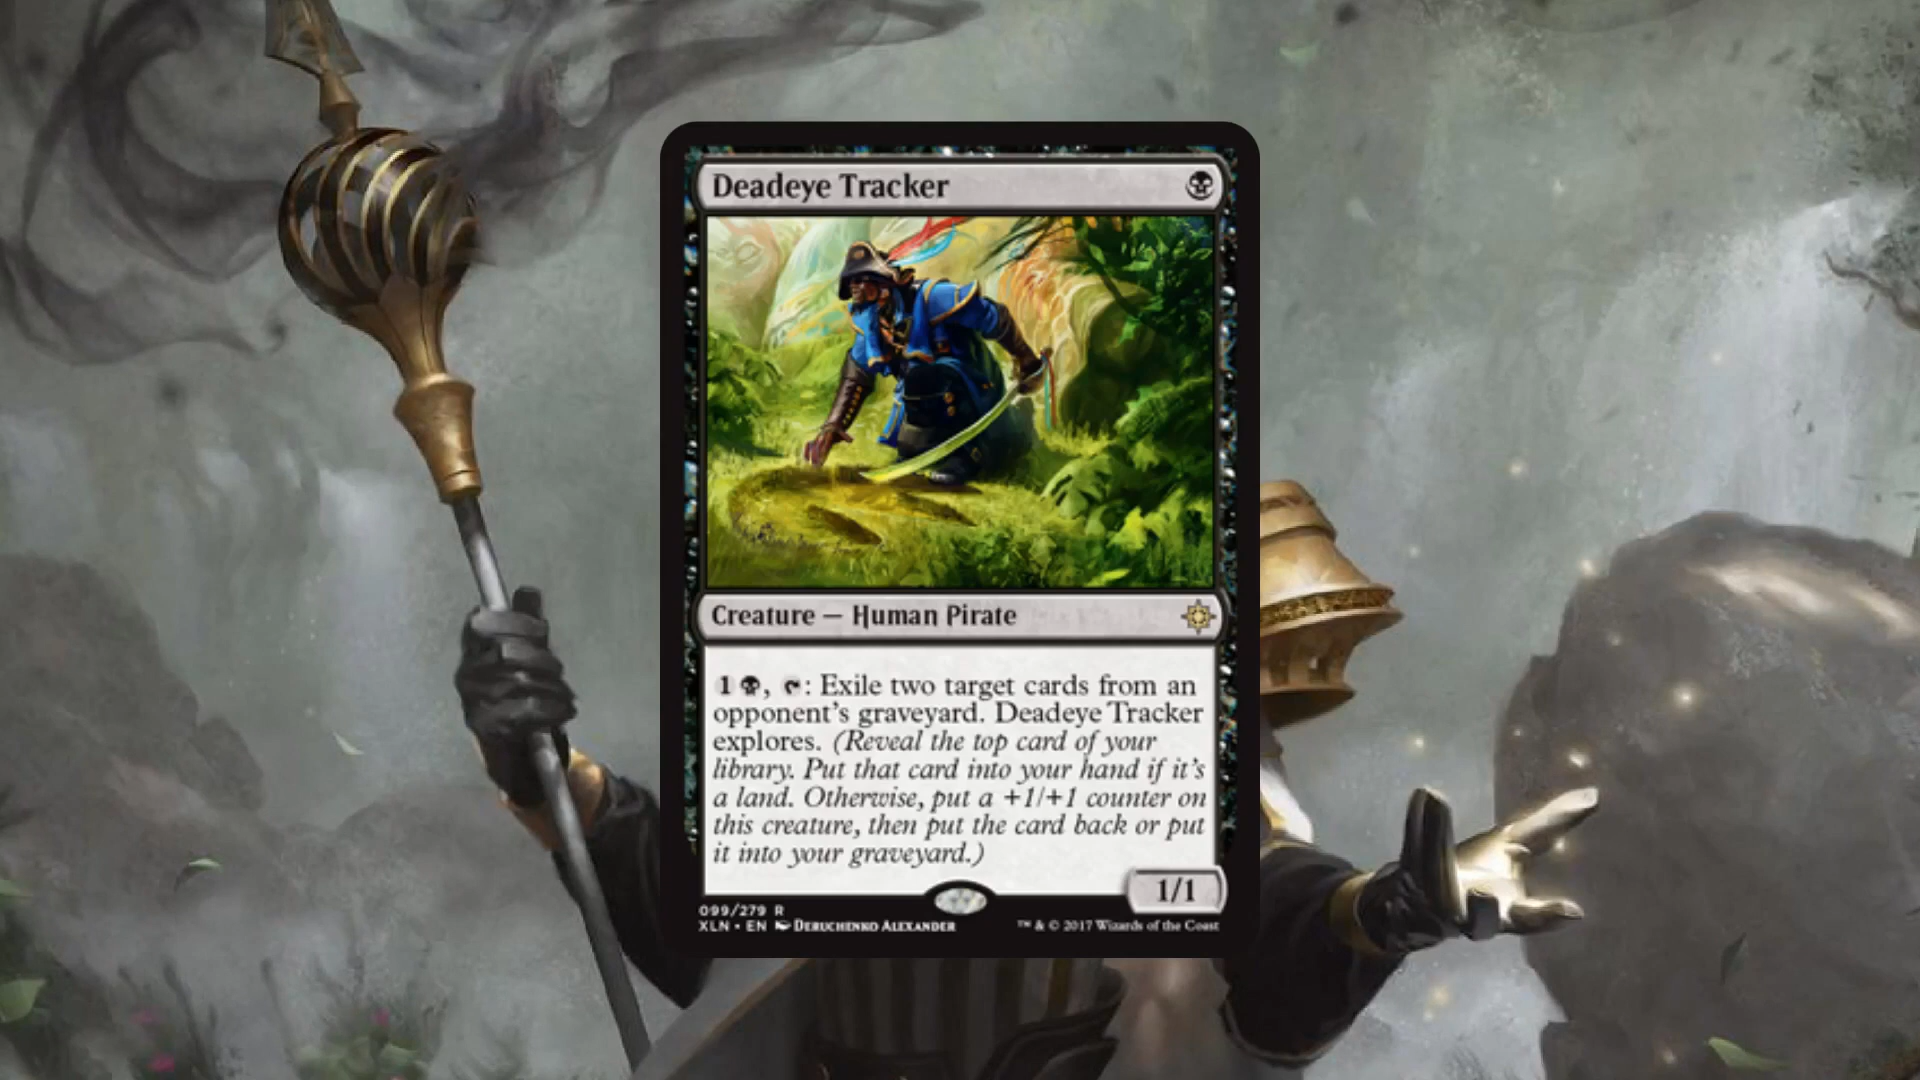 Deadeye Tracker
Creature — Human Pirate
1 , : Exile two target cards from an
opponent's graveyard. Deadeye Tracker
explores. (Reveal the top card of your
library. Put that card into your hand if it's
a land. Otherwise, put a +1/+1 counter on
this creature, then put the card back or put
it into your graveyard.)
1/1
099/279 R
XLN • EN DERUCHENKO ALEXANDER
™ & © 2017 Wizards of the Coast